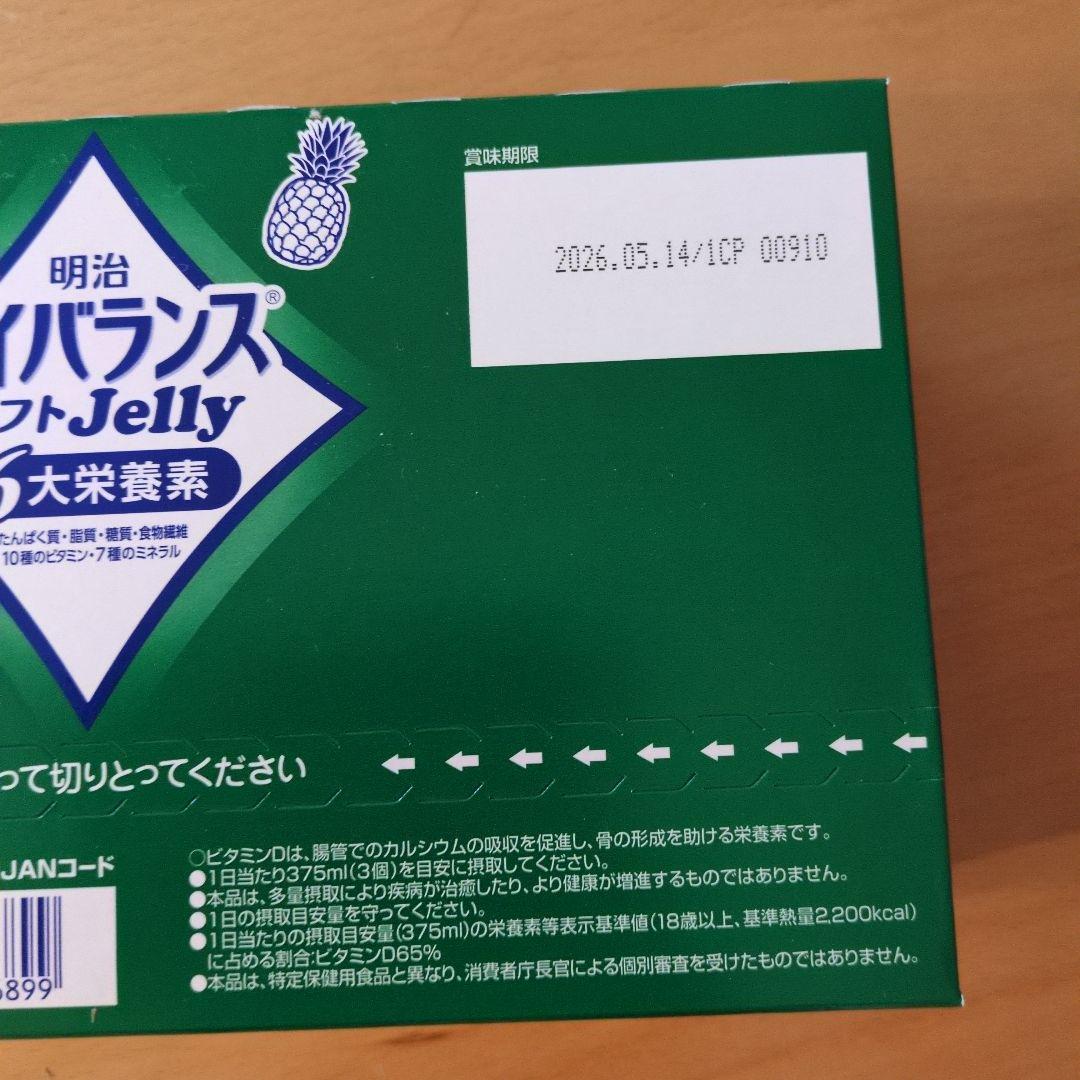 賞味期限
2026.05.14/1CP 00910
明治
イバランス®
フトJelly
6大栄養素
たんぱく質・脂質・糖質・食物繊維
10種のビタミン・7種のミネラル
って切りとってください
JANコード
899
○ビタミンDは、腸管でのカルシウムの吸収を促進し、骨の形成を助ける栄養素です。
●1日当たり375ml(3個)を目安に摂取してください。
●本品は、多量摂取により疾病が治癒したり、より健康が増進するものではありません。
●1日の摂取目安量を守ってください。
●1日当たりの摂取目安量(375ml)の栄養素等表示基準値(18歳以上、基準熱量2,200kcal)
に占める割合:ビタミンD65%
●本品は、特定保健用食品と異なり、消費者庁長官による個別審査を受けたものではありません。